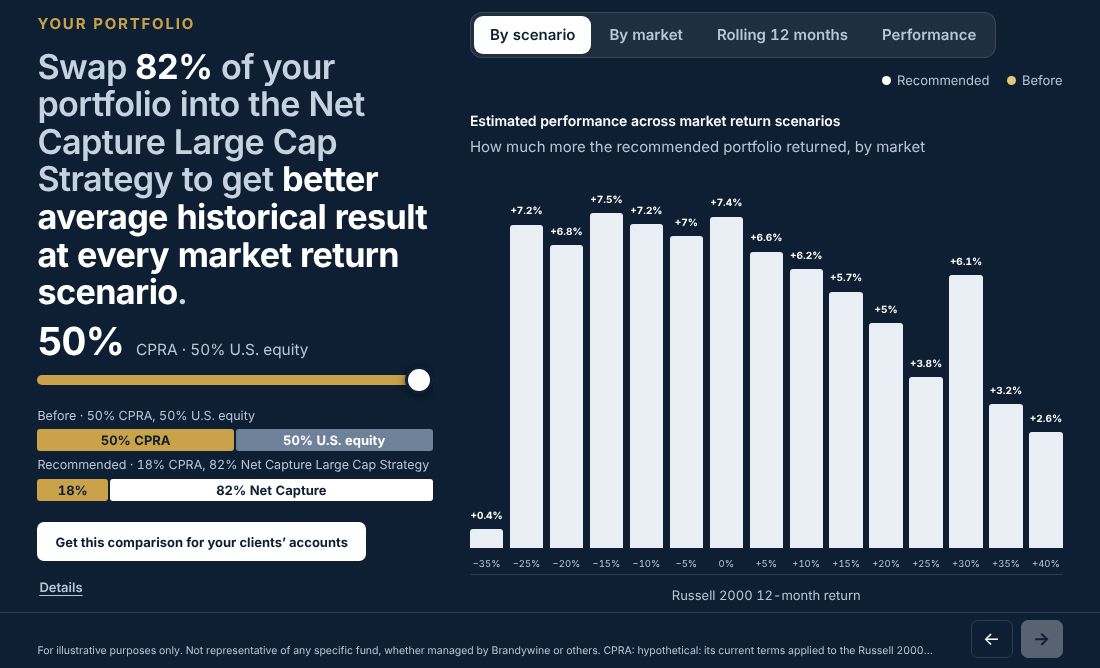 YOUR PORTFOLIO
Swap 82% of your
portfolio into the Net
Capture Large Cap
Strategy to get better
average historical result
at every market return
scenario.
50% CPRA · 50% U.S. equity
Before · 50% CPRA, 50% U.S. equity
50% CPRA 50% U.S. equity
Recommended · 18% CPRA, 82% Net Capture Large Cap Strategy
18% 82% Net Capture
Get this comparison for your clients’ accounts
Details
By scenario By market Rolling 12 months Performance
Recommended Before
Estimated performance across market return scenarios
How much more the recommended portfolio returned, by market
+0.4% +7.2% +6.8% +7.5% +7.2% +7% +7.4% +6.6% +6.2% +5.7% +5% +3.8% +6.1% +3.2% +2.6%
−35% −25% −20% −15% −10% −5% 0% +5% +10% +15% +20% +25% +30% +35% +40%
Russell 2000 12-month return
For illustrative purposes only. Not representative of any specific fund, whether managed by Brandywine or others. CPRA: hypothetical: its current terms applied to the Russell 2000…